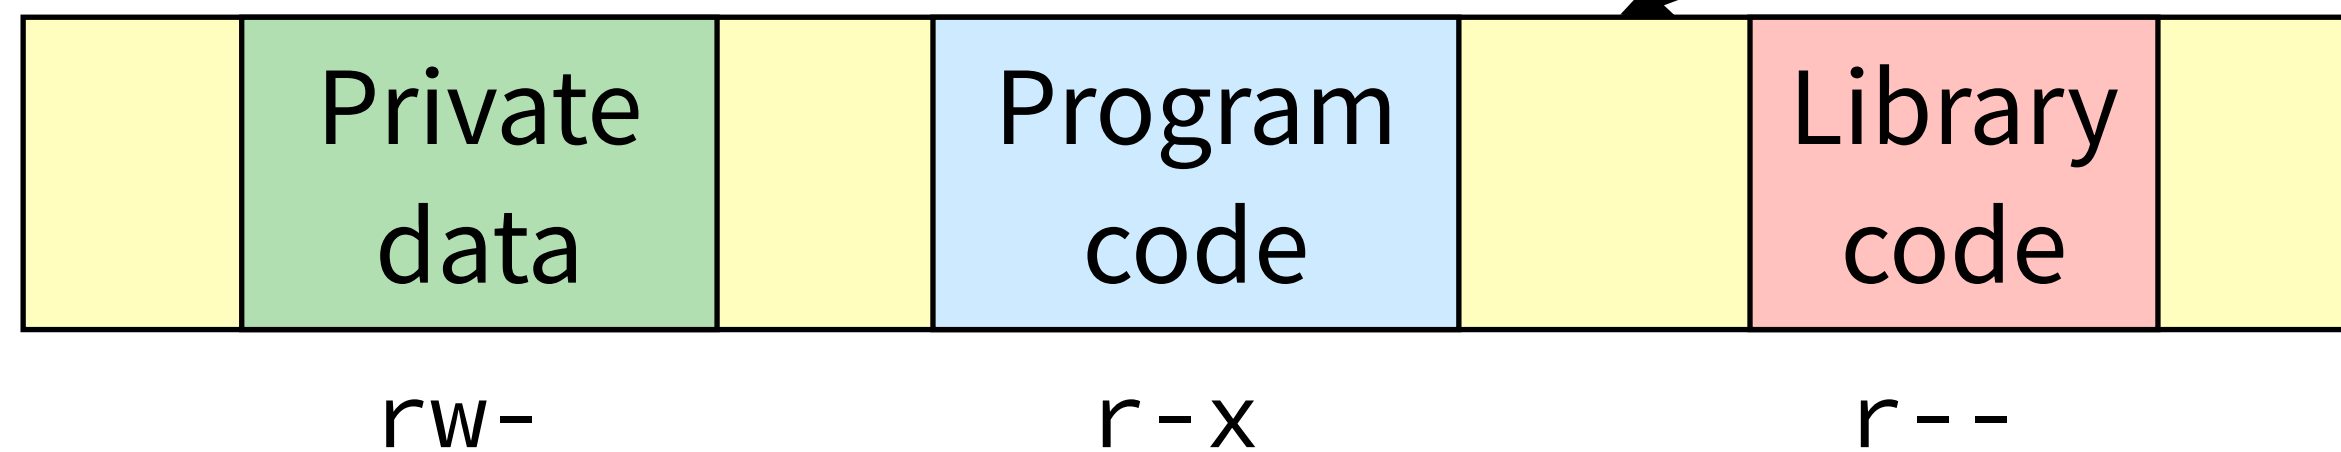 Private
data
Program
code
Library
code
rw-
r-x
r--